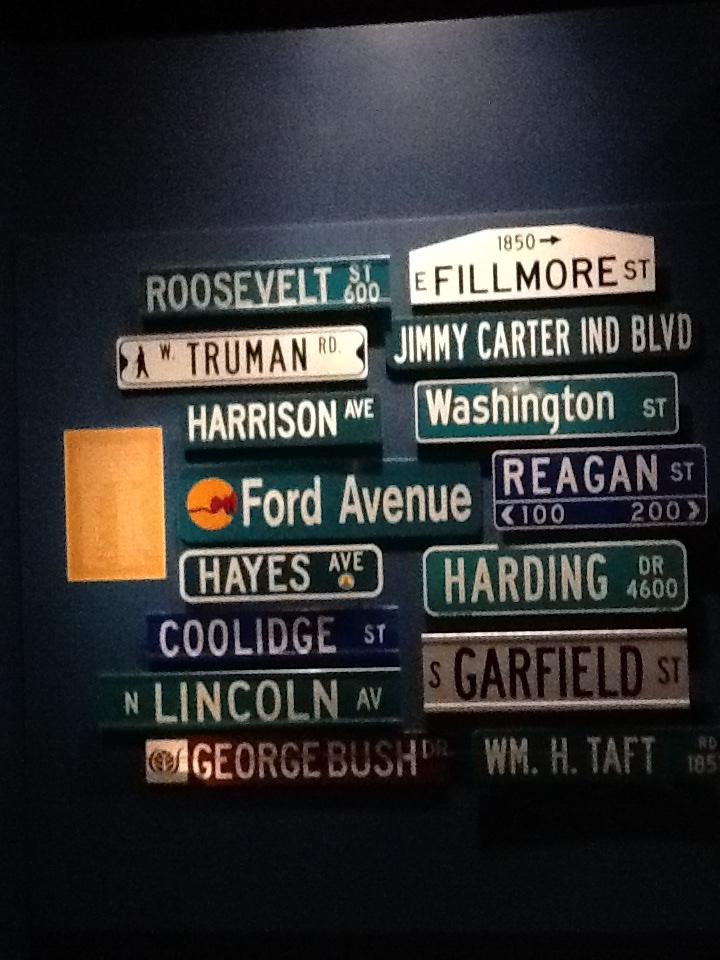 ROOSEVELT ST 600
1850→
E FILLMORE ST
W. TRUMAN RD.
JIMMY CARTER IND BLVD
HARRISON AVE
Washington ST
Ford Avenue
REAGAN ST
<100 200>
HAYES AVE
HARDING DR 4600
COOLIDGE ST
S GARFIELD ST
N LINCOLN AV
GEORGE BUSH DR.
WM. H. TAFT RD